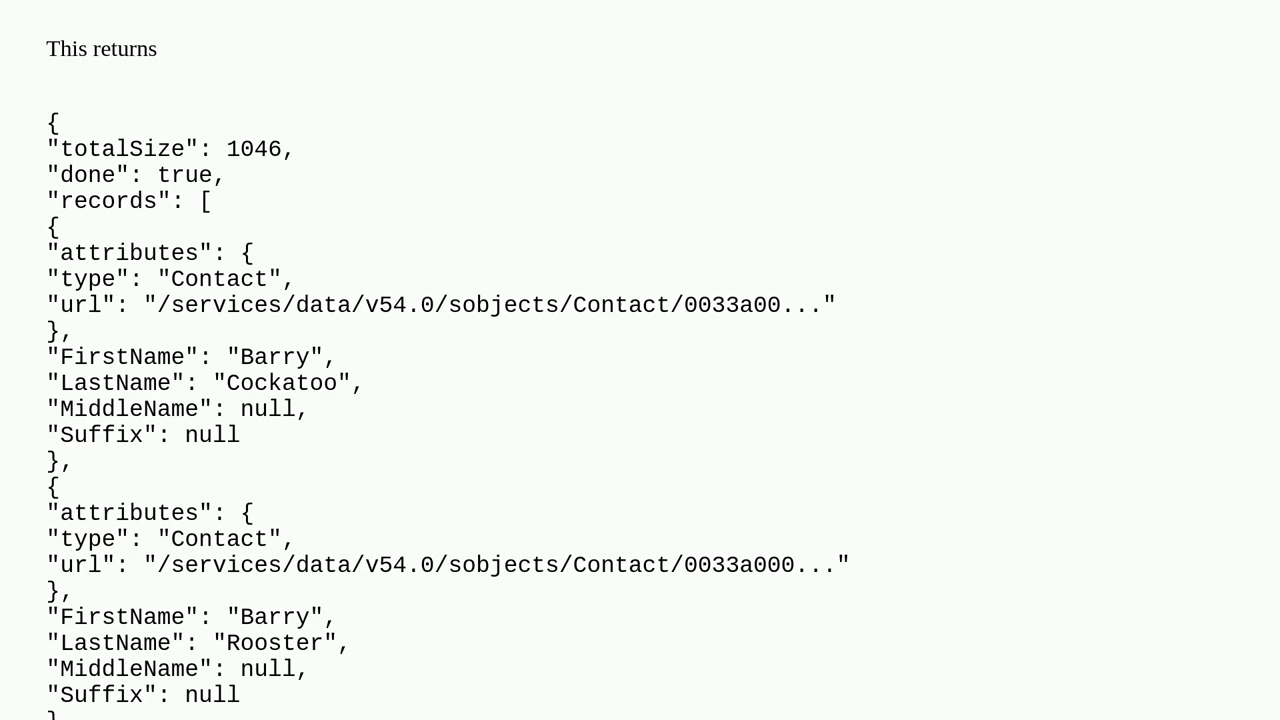 This returns
{
"totalSize": 1046,
"done": true,
"records": [
{
"attributes": {
"type": "Contact",
"url": "/services/data/v54.0/sobjects/Contact/0033a00..."
},
"FirstName": "Barry",
"LastName": "Cockatoo",
"MiddleName": null,
"Suffix": null
},
{
"attributes": {
"type": "Contact",
"url": "/services/data/v54.0/sobjects/Contact/0033a000..."
},
"FirstName": "Barry",
"LastName": "Rooster",
"MiddleName": null,
"Suffix": null
}